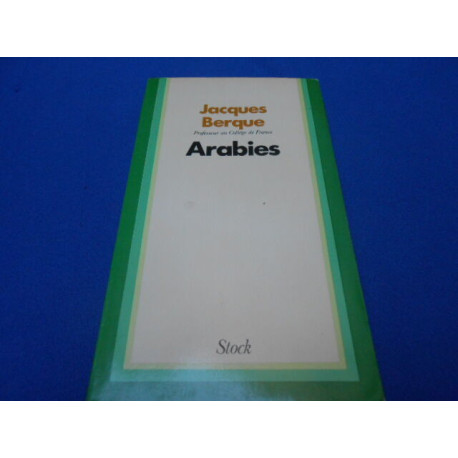 Jacques
Berque
Professeur au Collège de France
Arabies
Stock